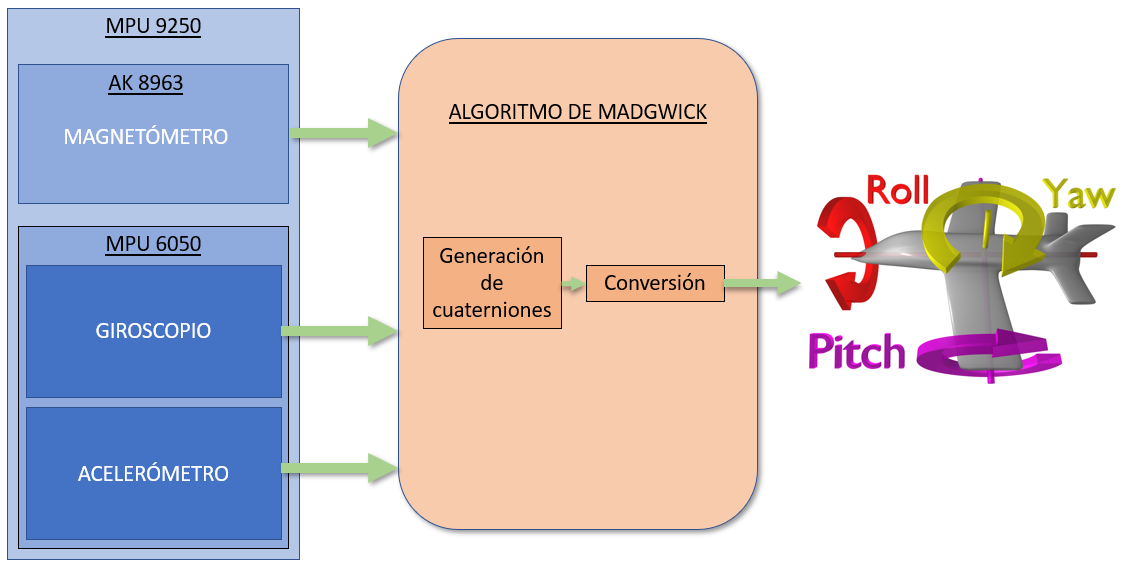 MPU 9250
AK 8963
MAGNETÓMETRO
MPU 6050
GIROSCOPIO
ACELERÓMETRO
ALGORITMO DE MADGWICK
Generación
de
cuaterniones
Conversión
Roll
Yaw
Pitch